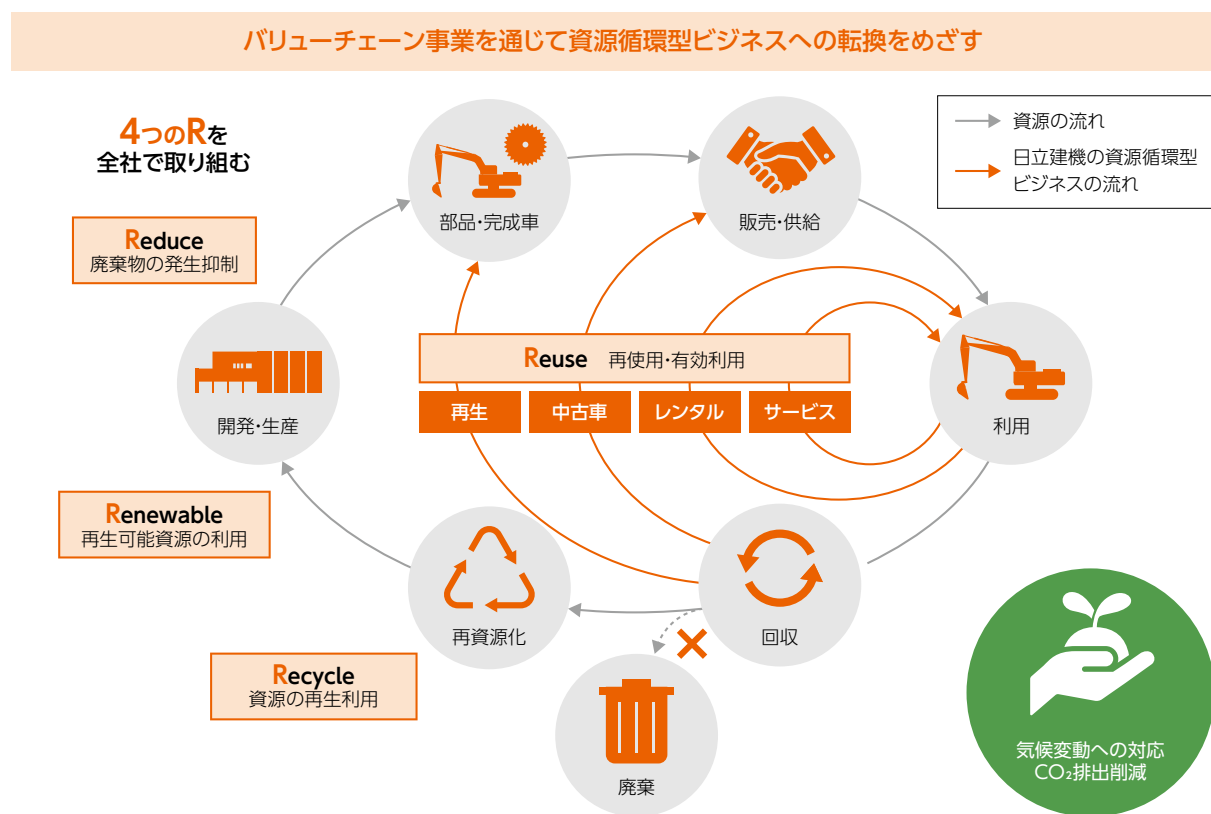 バリューチェーン事業を通じて資源循環型ビジネスへの転換をめざす
4つのRを
全社で取り組む
資源の流れ
日立建機の資源循環型
ビジネスの流れ
部品・完成車
販売・供給
Reduce
廃棄物の発生抑制
開発・生産
Reuse 再使用・有効利用
再生
中古車
レンタル
サービス
利用
Renewable
再生可能資源の利用
再資源化
回収
Recycle
資源の再生利用
廃棄
気候変動への対応
CO₂排出削減